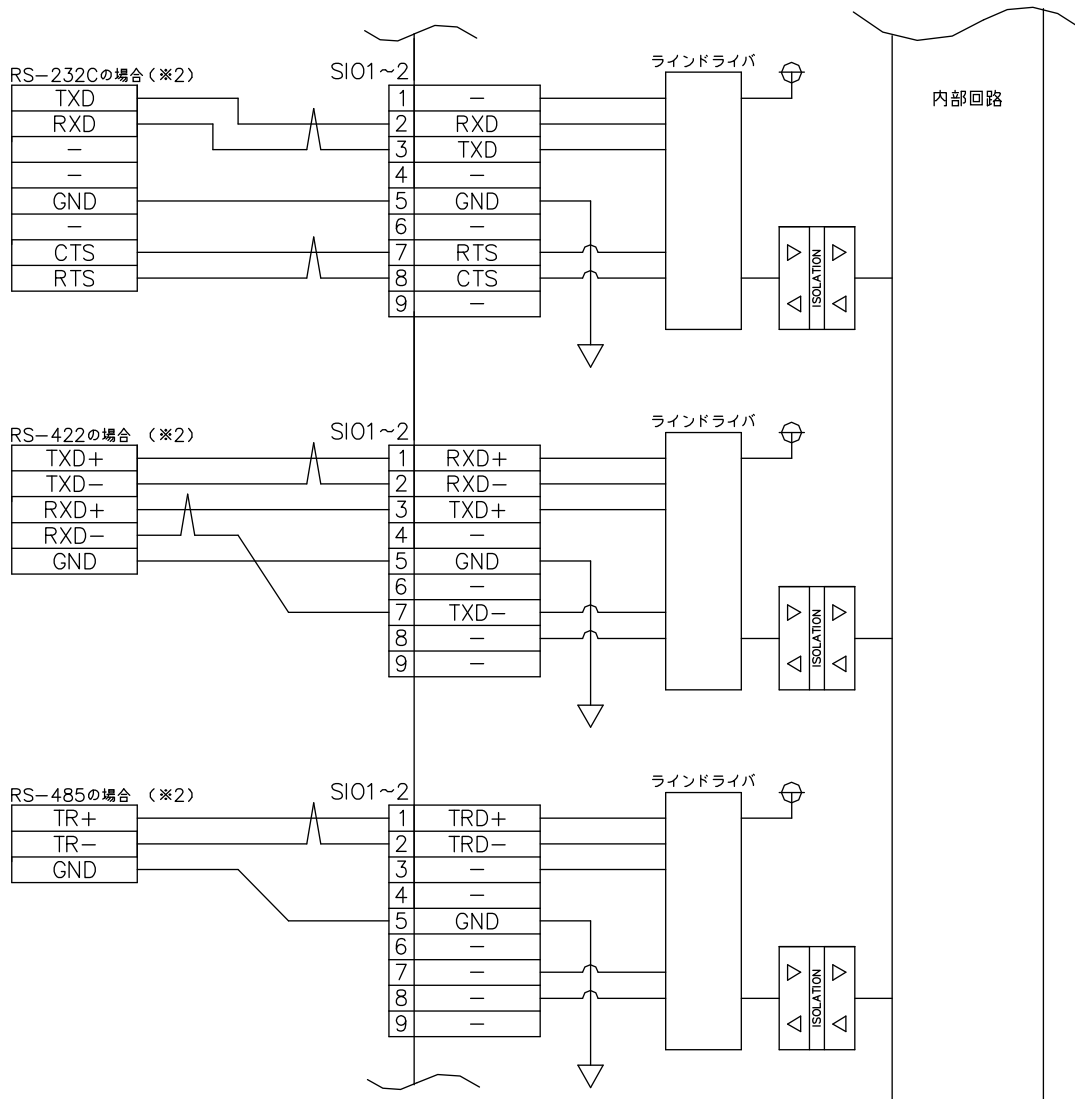 RS-232Cの場合(※2)
TXD
RXD
-
-
GND
-
CTS
RTS
SIO1~2
1 -
2 RXD
3 TXD
4 -
5 GND
6 -
7 RTS
8 CTS
9 -
ラインドライバ
ISOLATION
内部回路
RS-422の場合 (※2)
TXD+
TXD-
RXD+
RXD-
GND
SIO1~2
1 RXD+
2 RXD-
3 TXD+
4 -
5 GND
6 -
7 TXD-
8 -
9 -
ラインドライバ
ISOLATION
RS-485の場合 (※2)
TR+
TR-
GND
SIO1~2
1 TRD+
2 TRD-
3 -
4 -
5 GND
6 -
7 -
8 -
9 -
ラインドライバ
ISOLATION